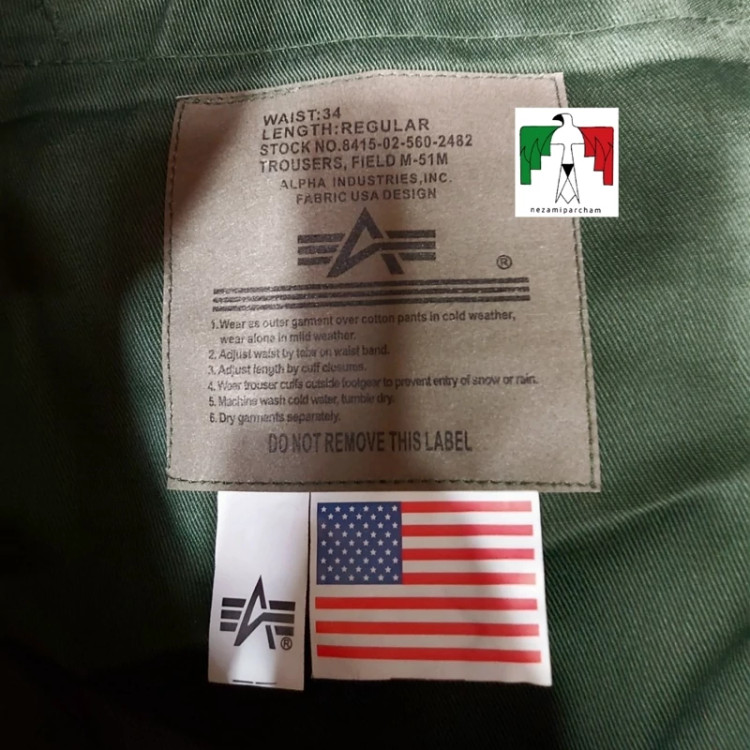 WAIST:34
LENGTH:REGULAR
STOCK NO.8415-02-560-2482
TROUSERS, FIELD M-51M
ALPHA INDUSTRIES,INC.
FABRIC USA DESIGN
®
1.Wear as outer garment over cotton pants in cold weather,
wear alone in mild weather.
2. Adjust waist by tabs on waist band.
3. Adjust length by cuff closures.
4. Wear trouser cuffs outside footgear to prevent entry of snow or rain.
5. Machine wash cold water, tumble dry.
6. Dry garments separately.
DO NOT REMOVE THIS LABEL
®
nezamiparcham